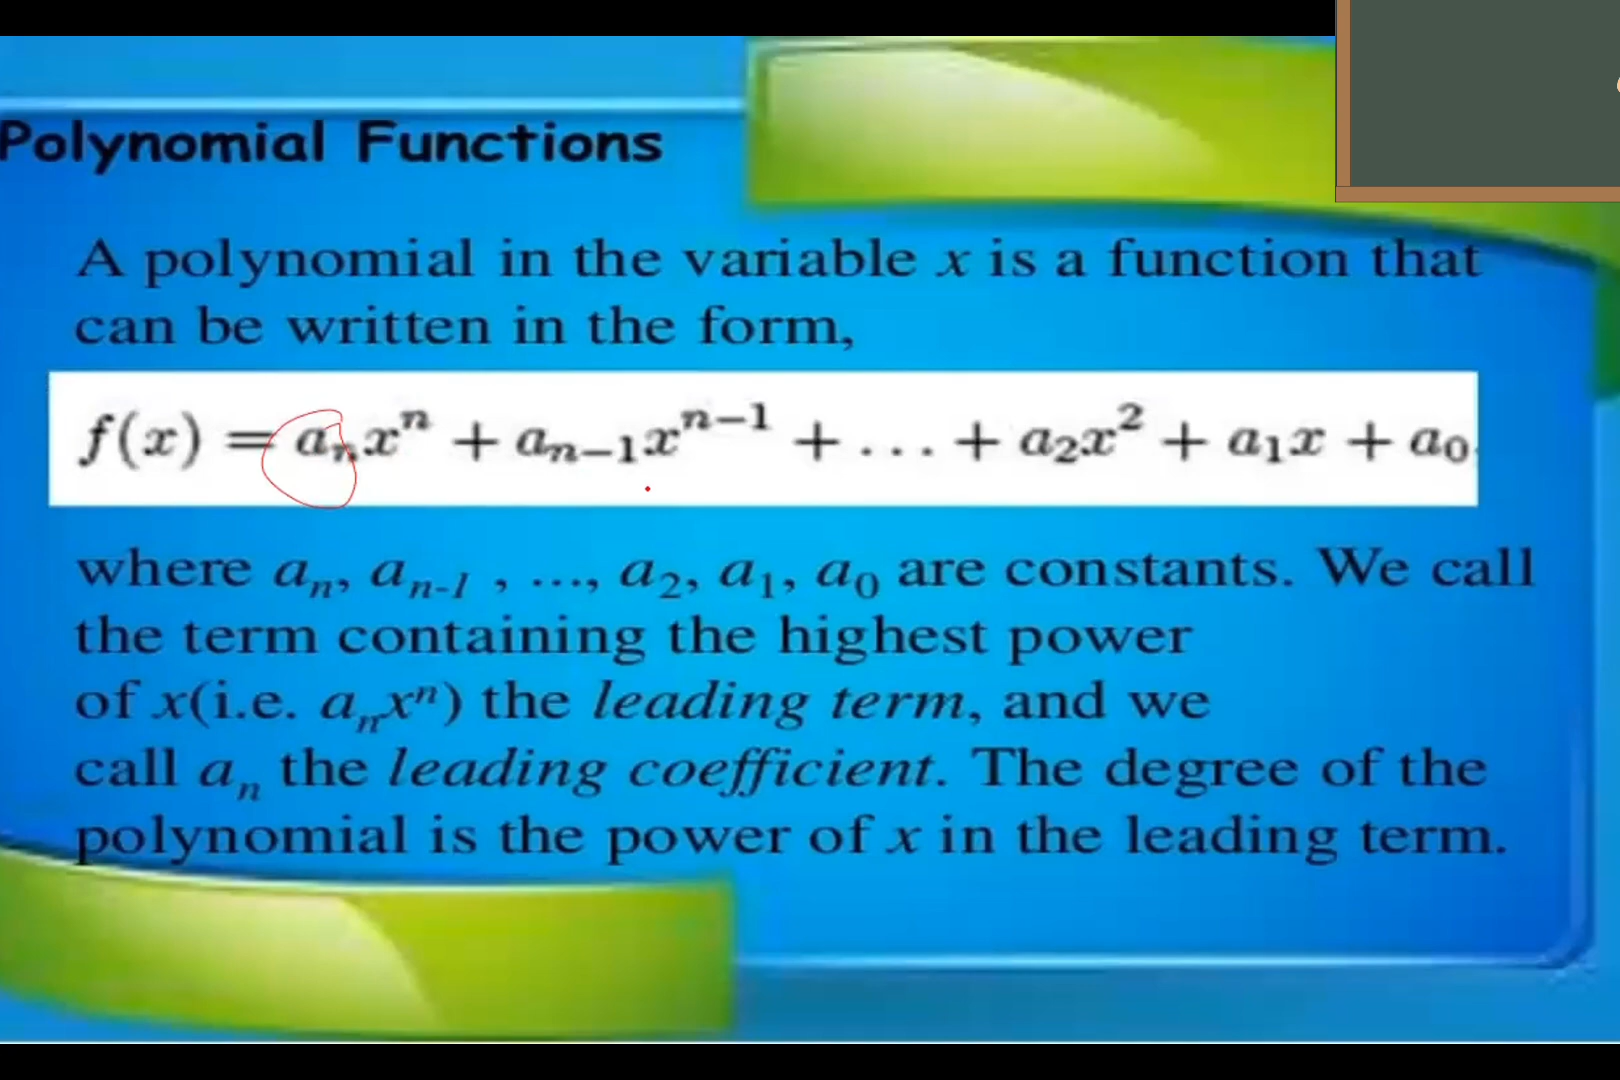 Polynomial Functions
A polynomial in the variable x is a function that
can be written in the form,
f(x) = aₙxⁿ + aₙ₋₁xⁿ⁻¹ + ... + a₂x² + a₁x + a₀
where aₙ, aₙ₋₁ , ..., a₂, a₁, a₀ are constants. We call
the term containing the highest power
of x(i.e. aₙxⁿ) the leading term, and we
call aₙ the leading coefficient. The degree of the
polynomial is the power of x in the leading term.